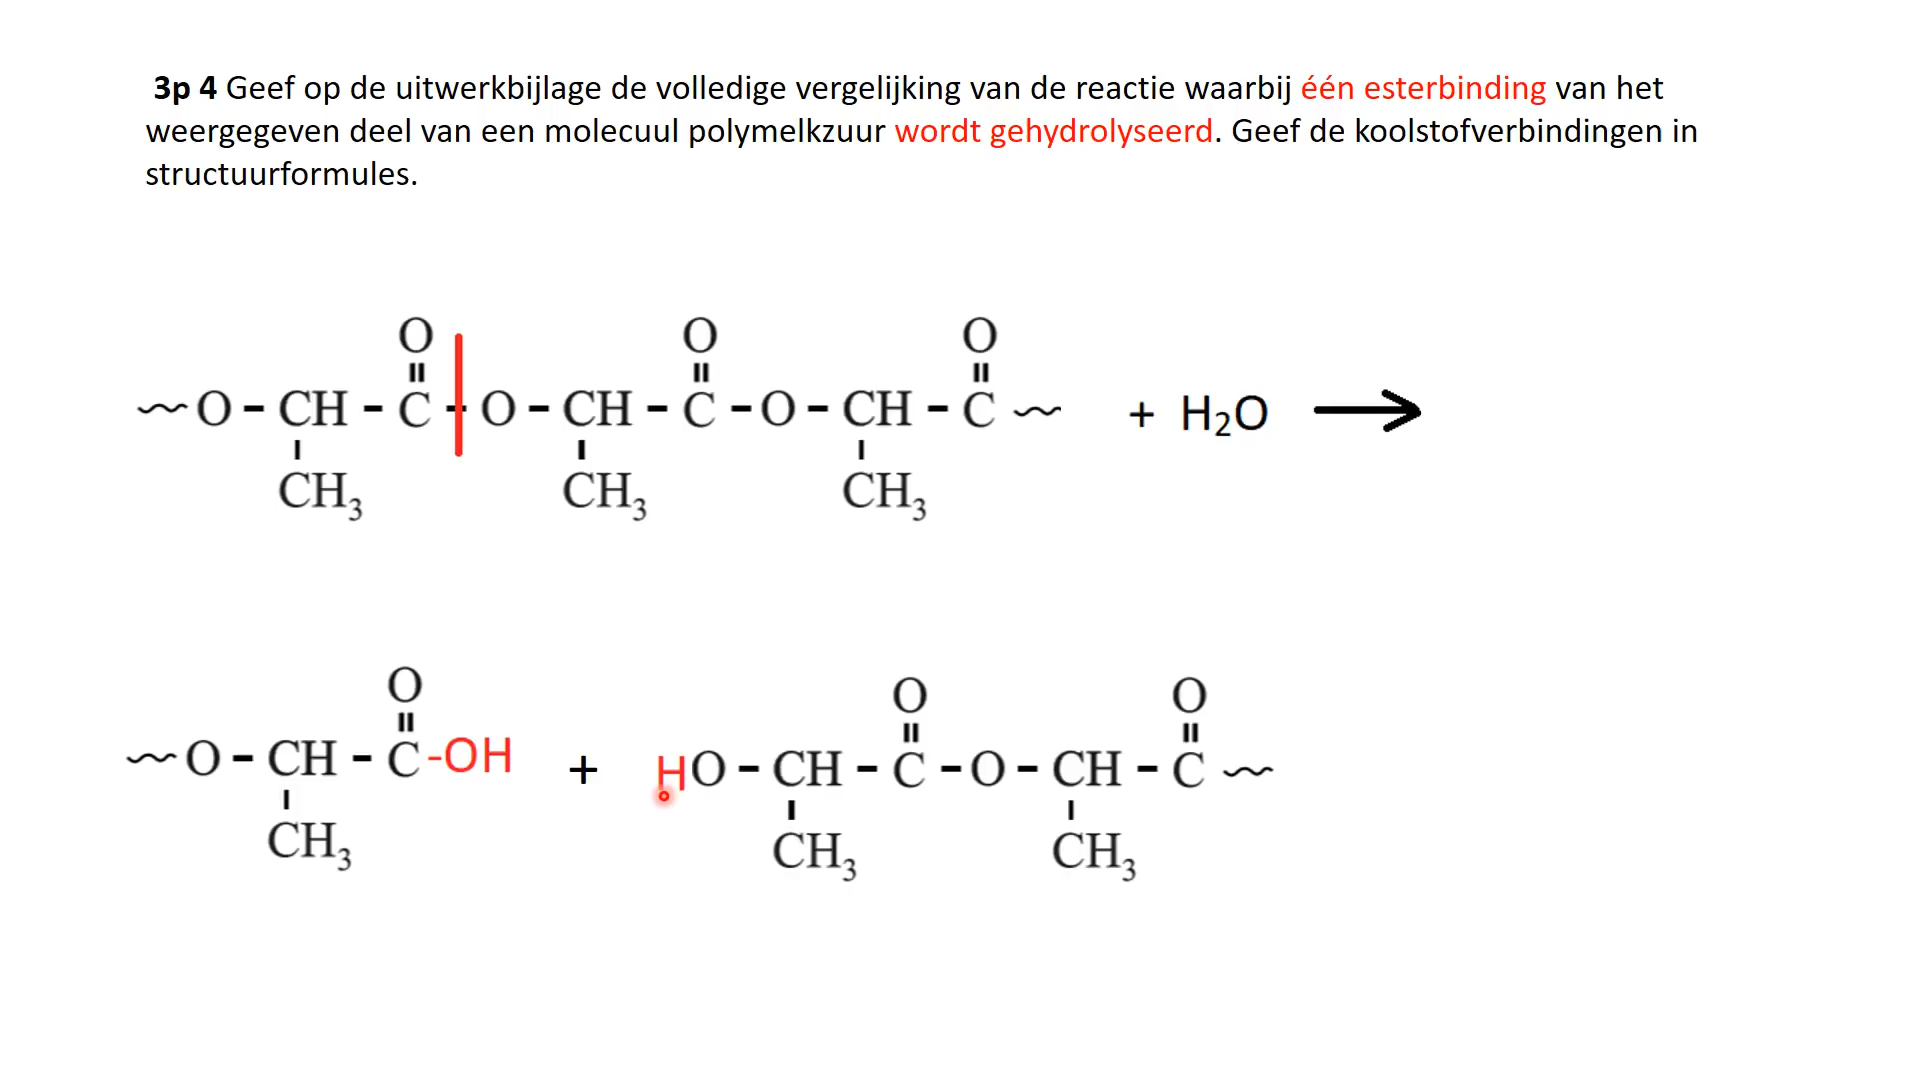 3p 4 Geef op de uitwerkbijlage de volledige vergelijking van de reactie waarbij één esterbinding van het
weergegeven deel van een molecuul polymelkzuur wordt gehydrolyseerd. Geef de koolstofverbindingen in
structuurformules.
O O O
~O - CH - C - O - CH - C - O - CH - C ~ + H₂O →
CH₃ CH₃ CH₃
O O O
~O - CH - C -OH + HO - CH - C - O - CH - C ~
CH₃ CH₃ CH₃